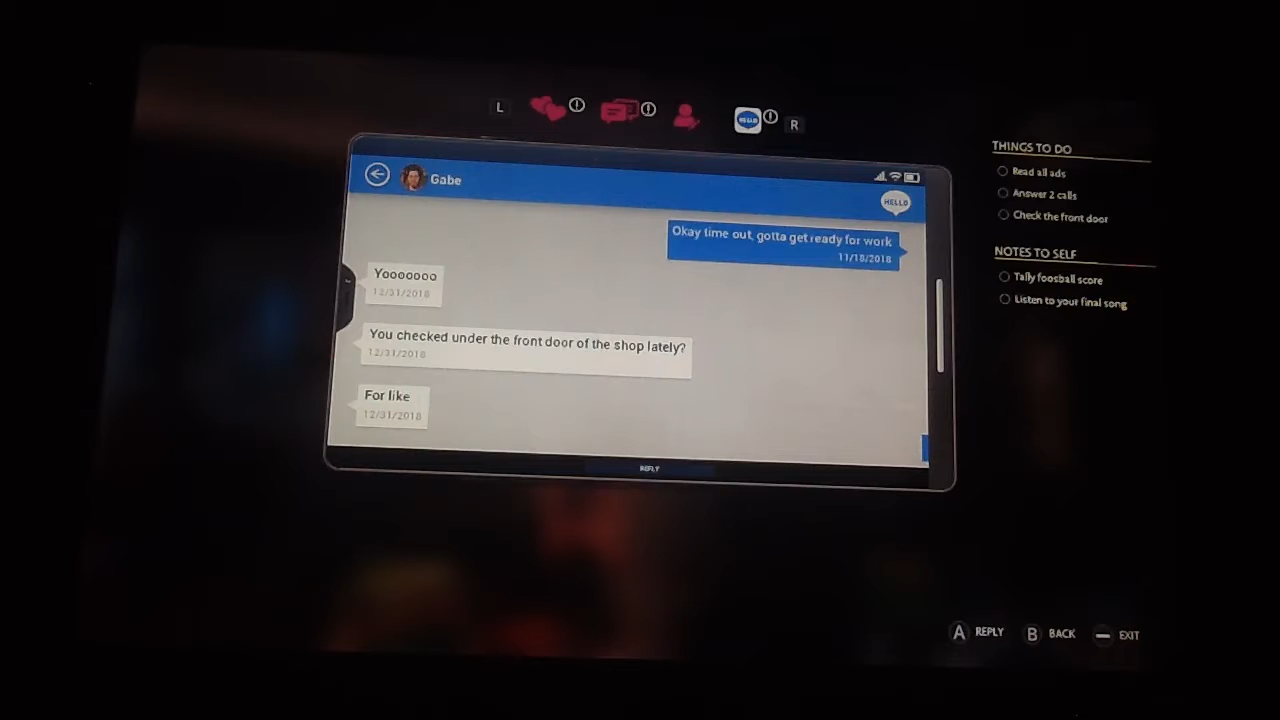 L
R
HELLO
Gabe
HELLO
Okay time out, gotta get ready for work
11/18/2018
Yooooooo
12/31/2018
You checked under the front door of the shop lately?
12/31/2018
For like
12/31/2018
REPLY
THINGS TO DO
Read all ads
Answer 2 calls
Check the front door
NOTES TO SELF
Tally foosball score
Listen to your final song
A REPLY
B BACK
EXIT